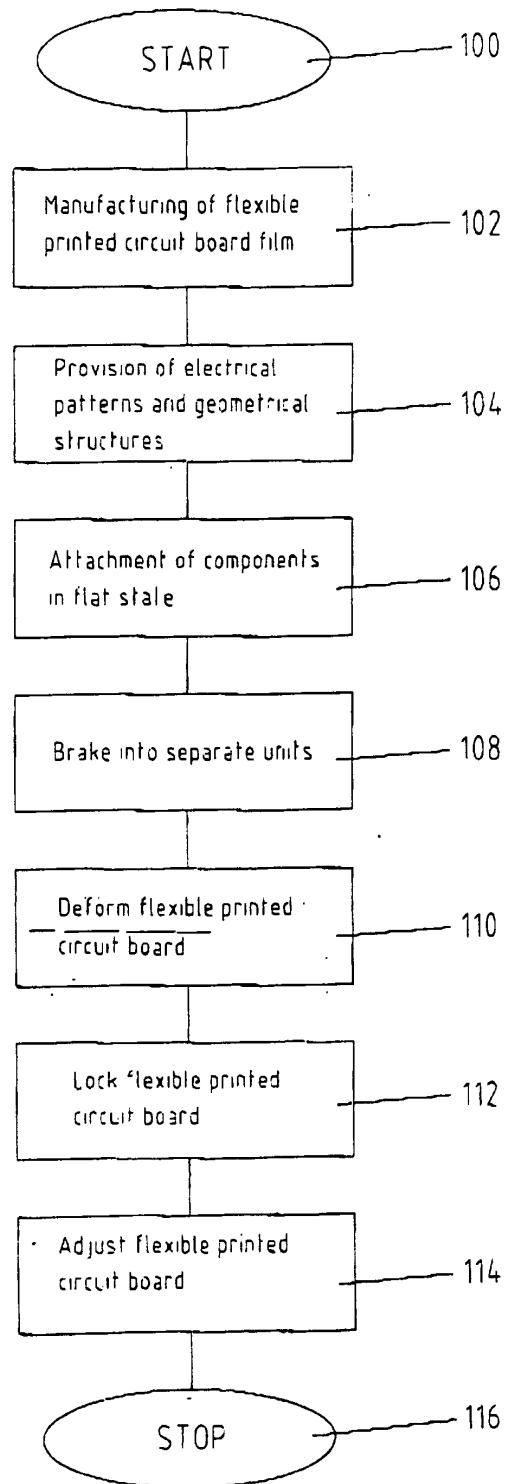 START
100
Manufacturing of flexible
printed circuit board film
102
Provision of electrical
patterns and geometrical
structures
104
Attachment of components
in flat stale
106
Brake into separate units
108
Deform flexible printed
circuit board
110
Lock flexible printed
circuit board
112
Adjust flexible printed
circuit board
114
STOP
116